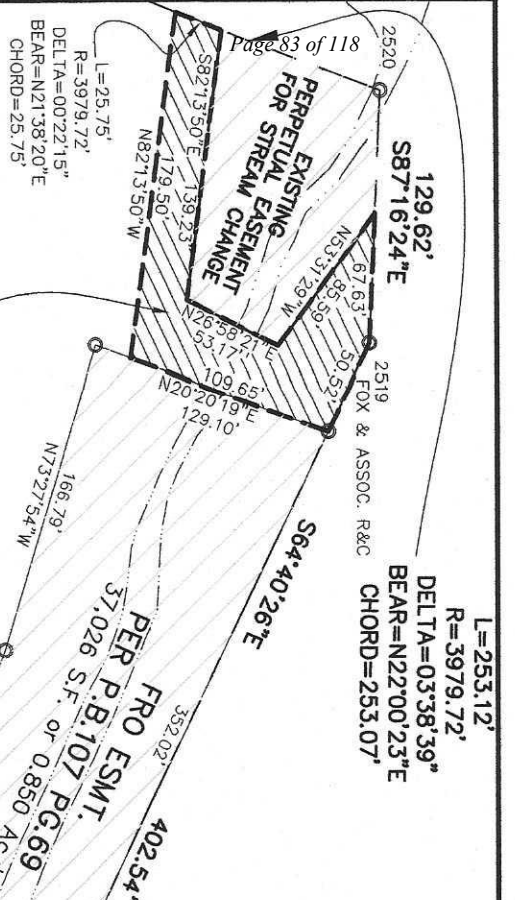 Page 83 of 118
2520
129.62'
S87°16'24"E
EXISTING
PERPETUAL EASEMENT
FOR STREAM CHANGE
S82°13'50"E
139.23'
179.50'
N82°13'50"W
L=25.75'
R=3979.72'
DELTA=00°22'15"
BEAR=N21°38'20"E
CHORD=25.75'
67.63'
85.59'
N53°31'29"W
N26°58'21"E
53.17'
109.65'
N20°20'19"E
129.10'
50.52'
2519
FOX & ASSOC. R&C
L=253.12'
R=3979.72'
DELTA=03°38'39"
BEAR=N22°00'23"E
CHORD=253.07'
S64°40'26"E
352.02'
402.54'
166.79'
N73°27'54"W
FRO ESMT.
PER P.B.107 PG.69
37,026 S.F. or 0.850 Ac.